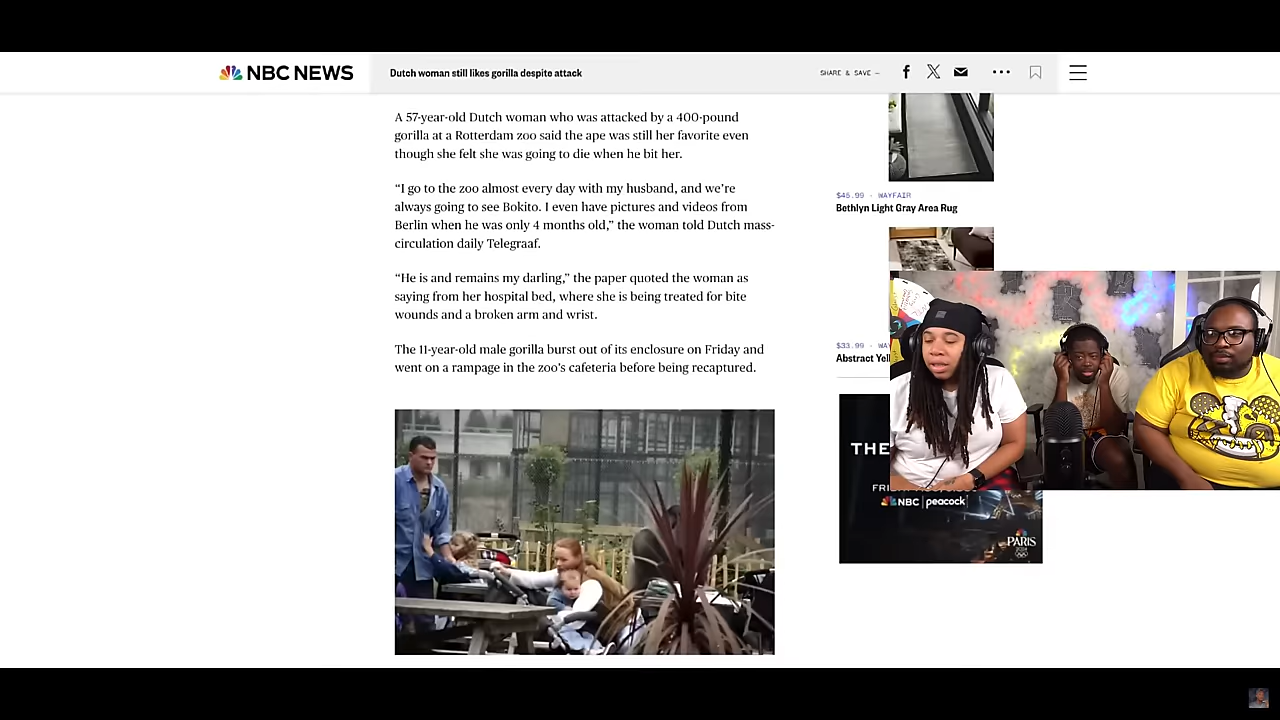 NBC NEWS
Dutch woman still likes gorilla despite attack
SHARE & SAVE —
A 57-year-old Dutch woman who was attacked by a 400-pound
gorilla at a Rotterdam zoo said the ape was still her favorite even
though she felt she was going to die when he bit her.
“I go to the zoo almost every day with my husband, and we’re
always going to see Bokito. I even have pictures and videos from
Berlin when he was only 4 months old,” the woman told Dutch mass-
circulation daily Telegraaf.
“He is and remains my darling,” the paper quoted the woman as
saying from her hospital bed, where she is being treated for bite
wounds and a broken arm and wrist.
The 11-year-old male gorilla burst out of its enclosure on Friday and
went on a rampage in the zoo’s cafeteria before being recaptured.
$45.99 · WAYFAIR
Bethlyn Light Gray Area Rug
$33.99 · WAY
Abstract Yell
THE
FRI
NBC | peacock
PARIS